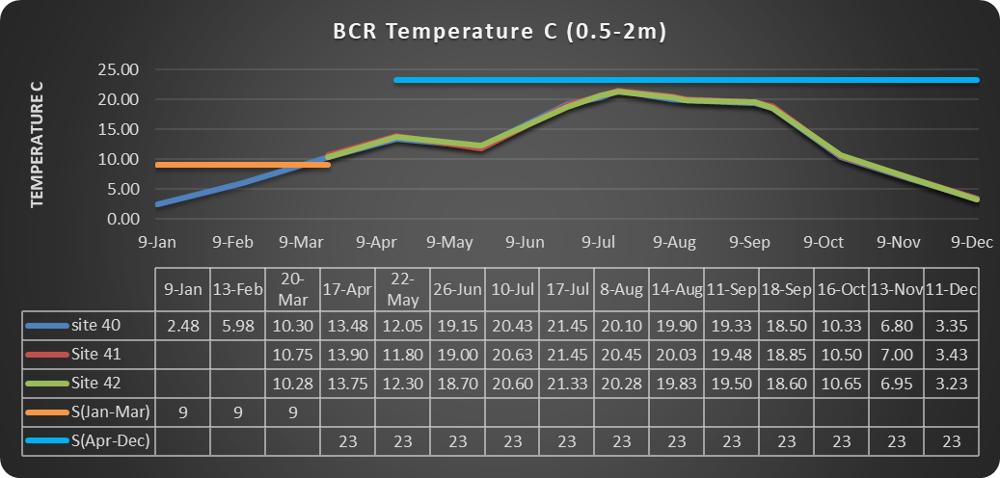 BCR Temperature C (0.5-2m)
TEMPERATURE C
25.00
20.00
15.00
10.00
5.00
0.00
9-Jan 9-Feb 9-Mar 9-Apr 9-May 9-Jun 9-Jul 9-Aug 9-Sep 9-Oct 9-Nov 9-Dec
9-Jan 13-Feb 20-Mar 17-Apr 22-May 26-Jun 10-Jul 17-Jul 8-Aug 14-Aug 11-Sep 18-Sep 16-Oct 13-Nov 11-Dec
site 40 2.48 5.98 10.30 13.48 12.05 19.15 20.43 21.45 20.10 19.90 19.33 18.50 10.33 6.80 3.35
Site 41 10.75 13.90 11.80 19.00 20.63 21.45 20.45 20.03 19.48 18.85 10.50 7.00 3.43
Site 42 10.28 13.75 12.30 18.70 20.60 21.33 20.28 19.83 19.50 18.60 10.65 6.95 3.23
S(Jan-Mar) 9 9 9
S(Apr-Dec) 23 23 23 23 23 23 23 23 23 23 23 23